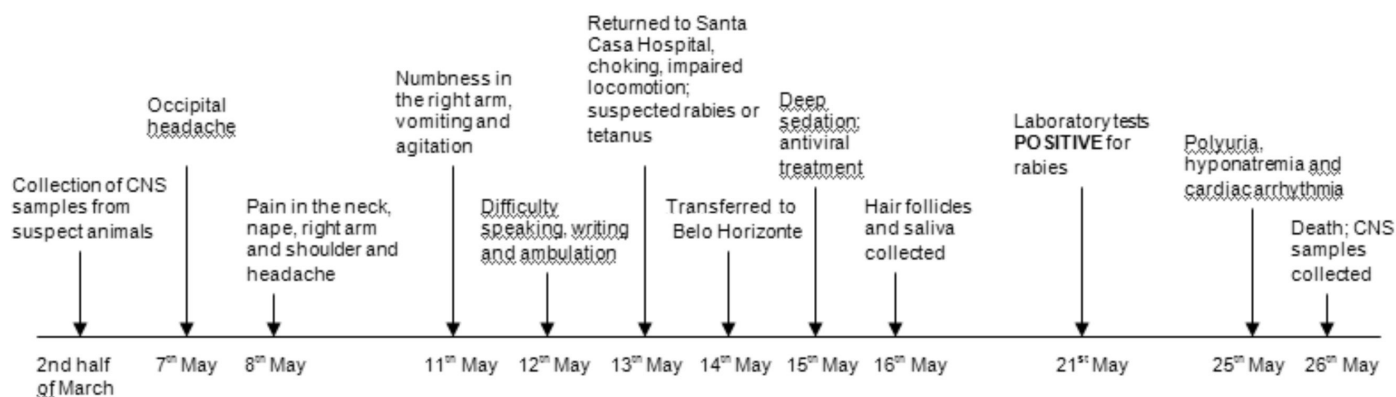 Collection of CNS
samples from
suspect animals
Occipital
headache
Pain in the neck,
nape, right arm
and shoulder and
headache
Numbness in
the right arm,
vomiting and
agitation
Difficulty
speaking, writing
and ambulation
Returned to Santa
Casa Hospital,
choking, impaired
locomotion;
suspected rabies or
tetanus
Transferred to
Belo Horizonte
Deep
sedation;
antiviral
treatment
Hair follicles
and saliva
collected
Laboratory tests
POSITIVE for
rabies
Polyuria,
hyponatremia and
cardiac arrhythmia
Death; CNS
samples
collected
2nd half
of March
7th May
8th May
11th May
12th May
13th May
14th May
15th May
16th May
21st May
25th May
26th May